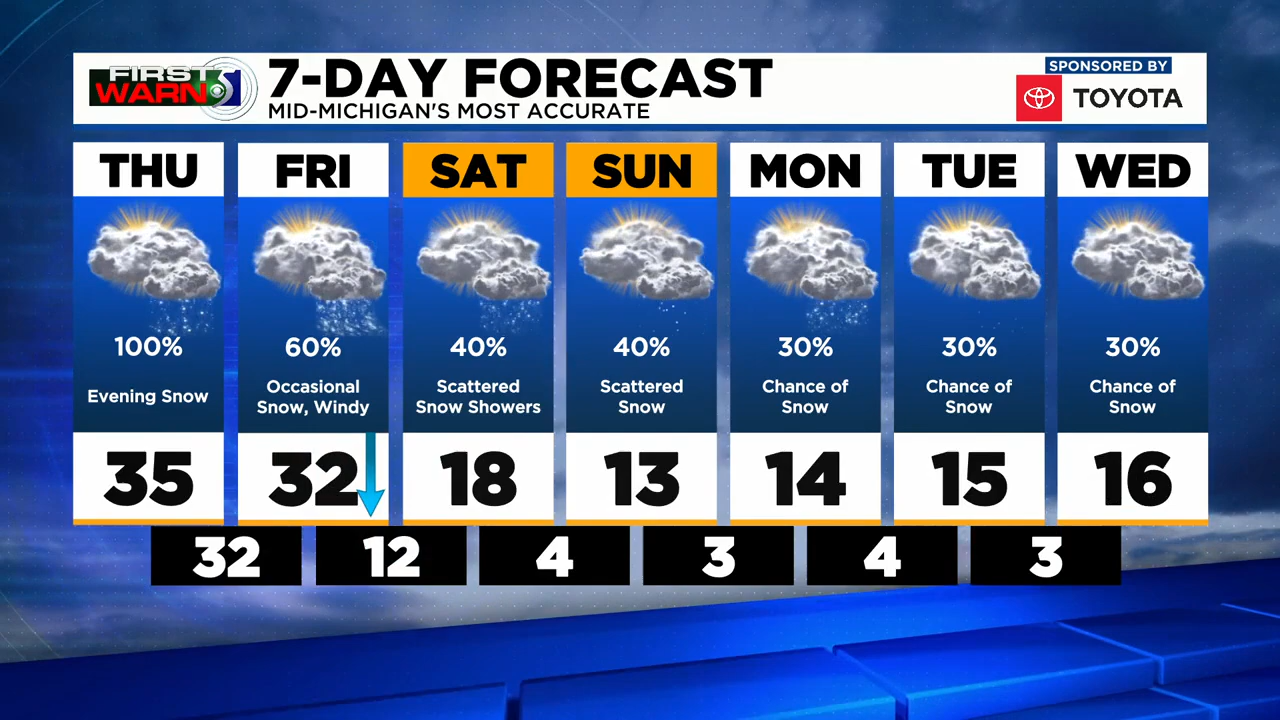 FIRST
WARN 5
7-DAY FORECAST
MID-MICHIGAN'S MOST ACCURATE
SPONSORED BY
TOYOTA
THU FRI SAT SUN MON TUE WED
100% 60% 40% 40% 30% 30% 30%
Evening Snow
Occasional
Snow, Windy
Scattered
Snow Showers
Scattered
Snow
Chance of
Snow
Chance of
Snow
Chance of
Snow
35 32 18 13 14 15 16
32 12 4 3 4 3